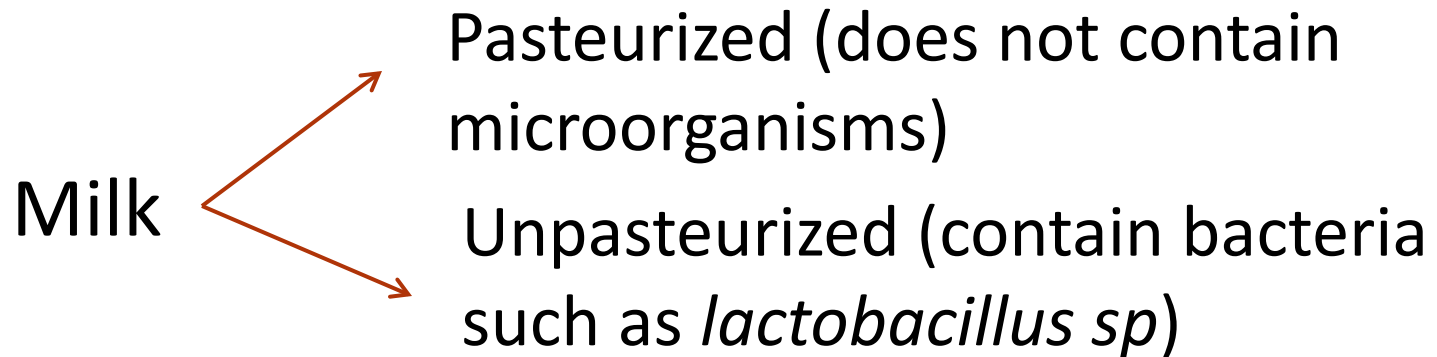 Pasteurized (does not contain
microorganisms)
Milk
Unpasteurized (contain bacteria
such as lactobacillus sp)